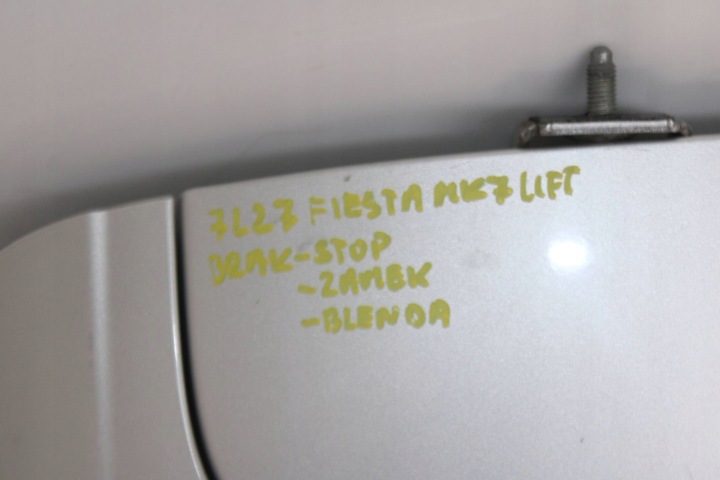 7L27 FIESTA MK7 LIFT
BRAK-STOP
-ZAMEK
-BLENDA